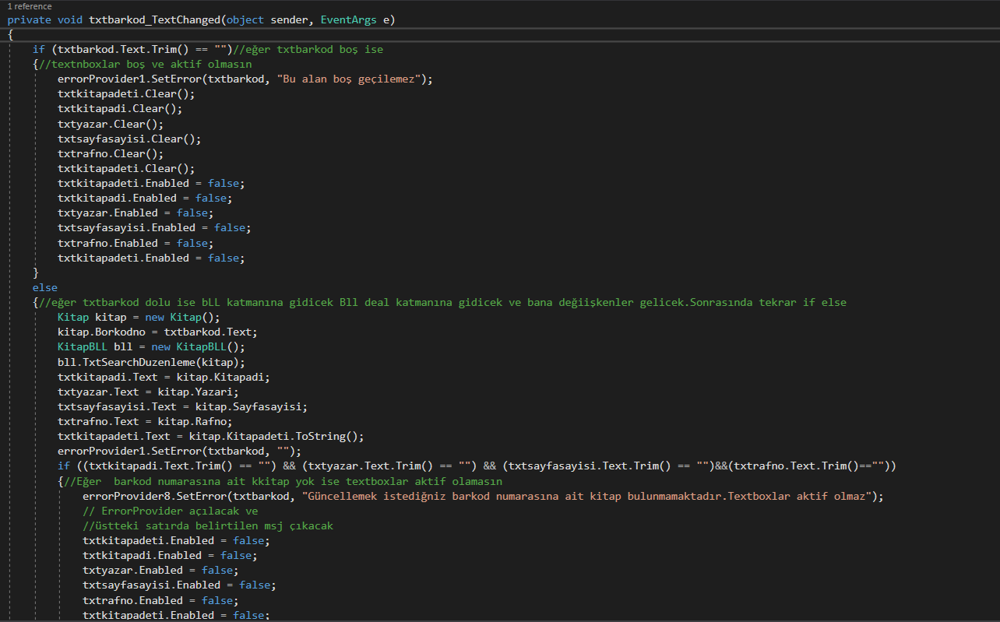 1 reference
private void txtbarkod_TextChanged(object sender, EventArgs e)
{
if (txtbarkod.Text.Trim() == "")//eğer txtbarkod boş ise
{//textnboxlar boş ve aktif olmasın
errorProvider1.SetError(txtbarkod, "Bu alan boş geçilemez");
txtkitapadeti.Clear();
txtkitapadi.Clear();
txtyazar.Clear();
txtsayfasayisi.Clear();
txtrafno.Clear();
txtkitapadeti.Clear();
txtkitapadeti.Enabled = false;
txtkitapadi.Enabled = false;
txtyazar.Enabled = false;
txtsayfasayisi.Enabled = false;
txtrafno.Enabled = false;
txtkitapadeti.Enabled = false;
}
else
{//eğer txtbarkod dolu ise bLL katmanına gidicek Bll deal katmanına gidicek ve bana değiişkenler gelicek.Sonrasında tekrar if else
Kitap kitap = new Kitap();
kitap.Borkodno = txtbarkod.Text;
KitapBLL bll = new KitapBLL();
bll.TxtSearchDuzenleme(kitap);
txtkitapadi.Text = kitap.Kitapadi;
txtyazar.Text = kitap.Yazari;
txtsayfasayisi.Text = kitap.Sayfasayisi;
txtrafno.Text = kitap.Rafno;
txtkitapadeti.Text = kitap.Kitapadeti.ToString();
errorProvider1.SetError(txtbarkod, "");
if ((txtkitapadi.Text.Trim() == "") && (txtyazar.Text.Trim() == "") && (txtsayfasayisi.Text.Trim() == "")&&(txtrafno.Text.Trim()==""))
{//Eğer  barkod numarasına ait kkitap yok ise textboxlar aktif olamasın
errorProvider8.SetError(txtbarkod, "Güncellemek istediğniz barkod numarasına ait kitap bulunmamaktadır.Textboxlar aktif olmaz");
// ErrorProvider açılacak ve
//üstteki satırda belirtilen msj çıkacak
txtkitapadeti.Enabled = false;
txtkitapadi.Enabled = false;
txtyazar.Enabled = false;
txtsayfasayisi.Enabled = false;
txtrafno.Enabled = false;
txtkitapadeti.Enabled = false;